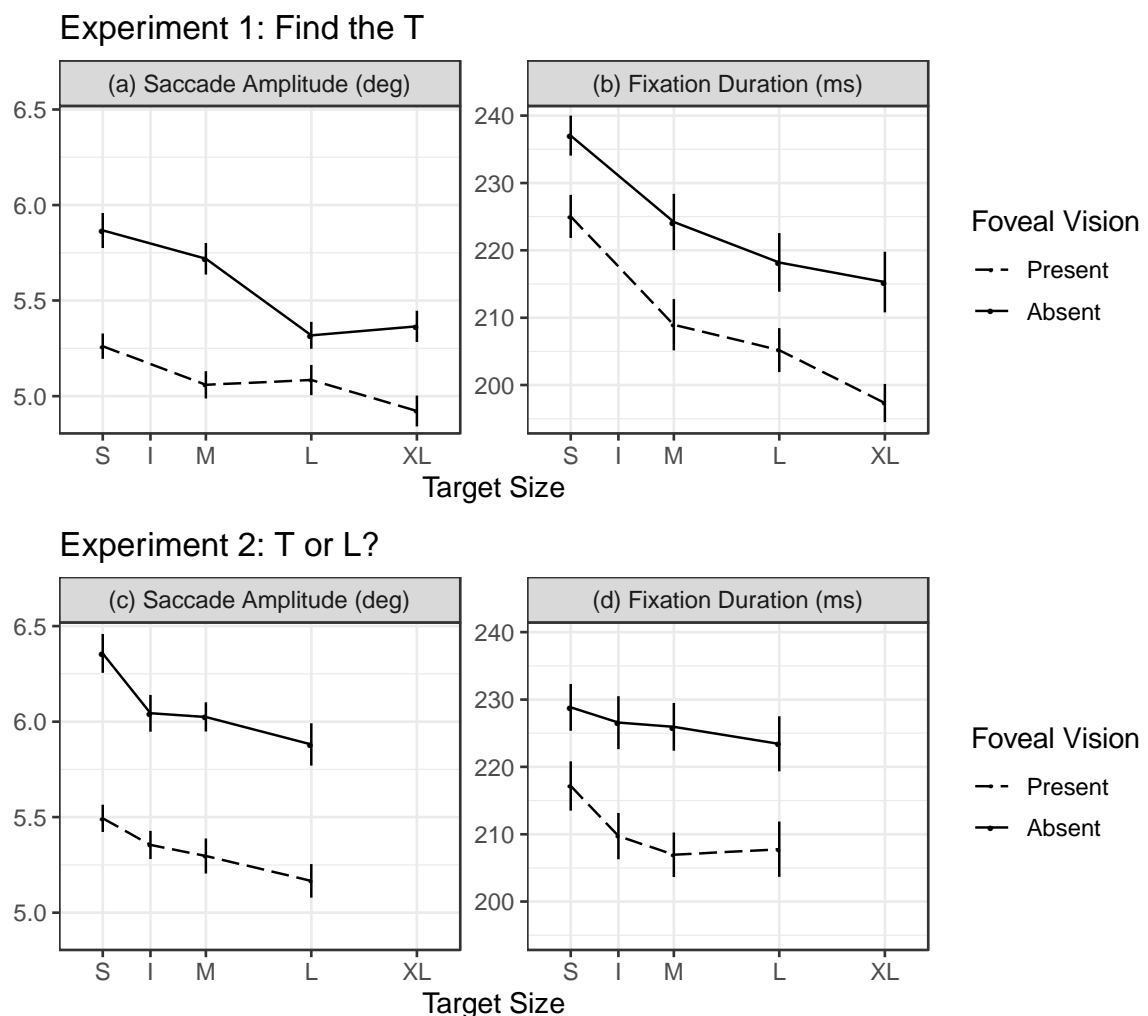 Experiment 1: Find the T
(a) Saccade Amplitude (deg)
(b) Fixation Duration (ms)
6.5
6.0
5.5
5.0
240
230
220
210
200
S I M L XL
S I M L XL
Target Size
Foveal Vision
Present
Absent
Experiment 2: T or L?
(c) Saccade Amplitude (deg)
(d) Fixation Duration (ms)
6.5
6.0
5.5
5.0
240
230
220
210
200
S I M L XL
S I M L XL
Target Size
Foveal Vision
Present
Absent